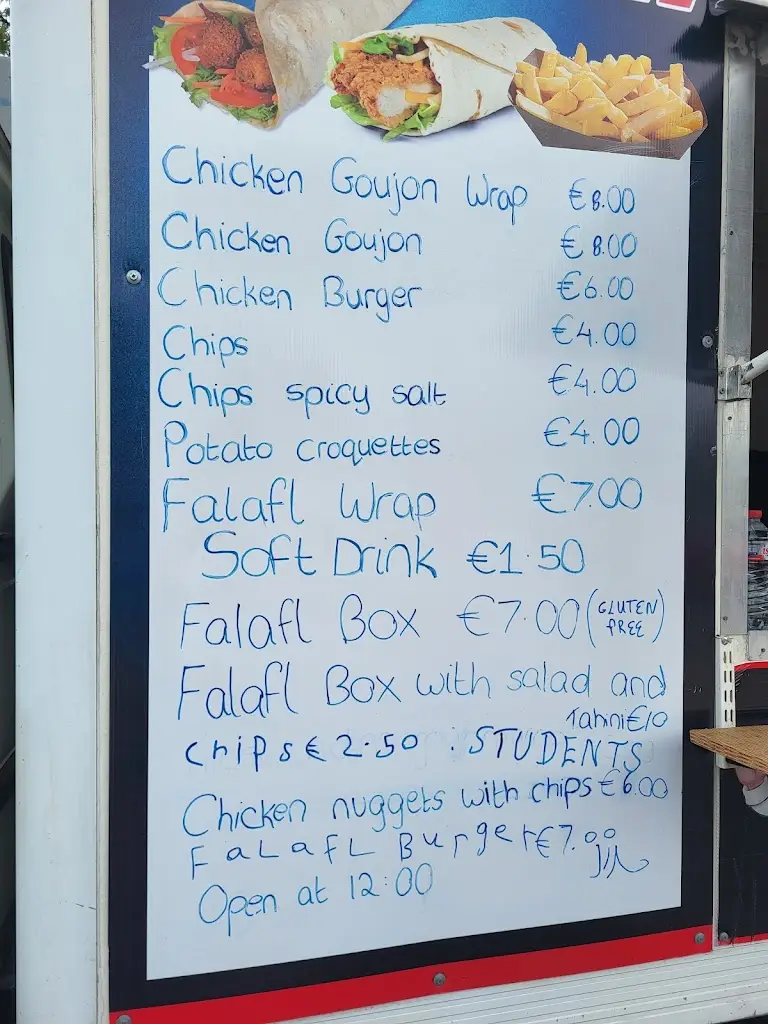 Chicken Goujon Wrap €8.00
Chicken Goujon €8.00
Chicken Burger €6.00
Chips €4.00
Chips spicy salt €4.00
Potato croquettes €4.00
Falafl Wrap €7.00
Soft Drink €1.50
Falafl Box €7.00 (GLUTEN FREE)
Falafl Box with salad and
Tahni €10
chips €2.50 : STUDENTS
Chicken nuggets with chips €6.00
FaLafL Burger €7.00
Open at 12:00